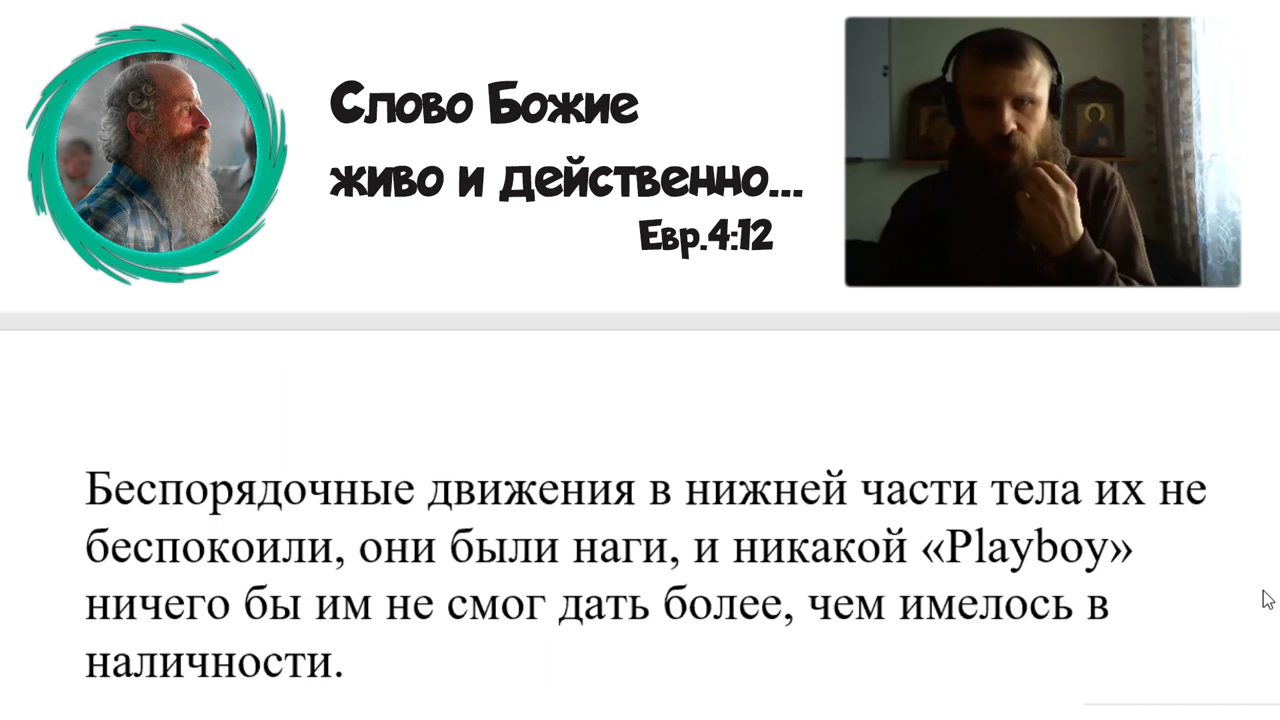 Слово Божие
живо и действенно...
Евр.4:12
Беспорядочные движения в нижней части тела их не
беспокоили, они были наги, и никакой «Playboy»
ничего бы им не смог дать более, чем имелось в
наличности.